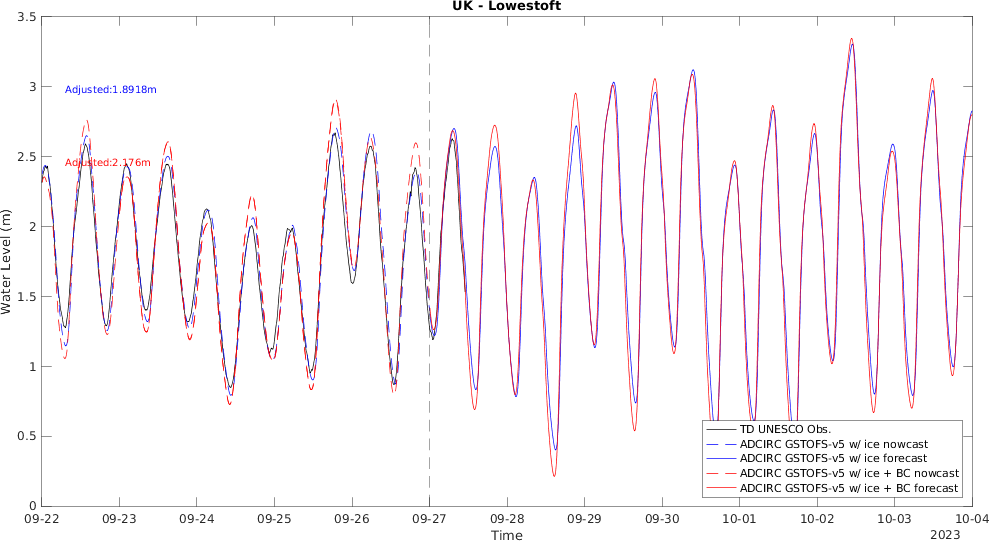 UK - Lowestoft
3.5
3
2.5
2
1.5
1
0.5
0
Water Level (m)
Adjusted:1.8918m
Adjusted:2.176m
TD UNESCO Obs.
ADCIRC GSTOFS-v5 w/ ice nowcast
ADCIRC GSTOFS-v5 w/ ice forecast
ADCIRC GSTOFS-v5 w/ ice + BC nowcast
ADCIRC GSTOFS-v5 w/ ice + BC forecast
09-22 09-23 09-24 09-25 09-26 09-27 09-28 09-29 09-30 10-01 10-02 10-03 10-04
Time
2023